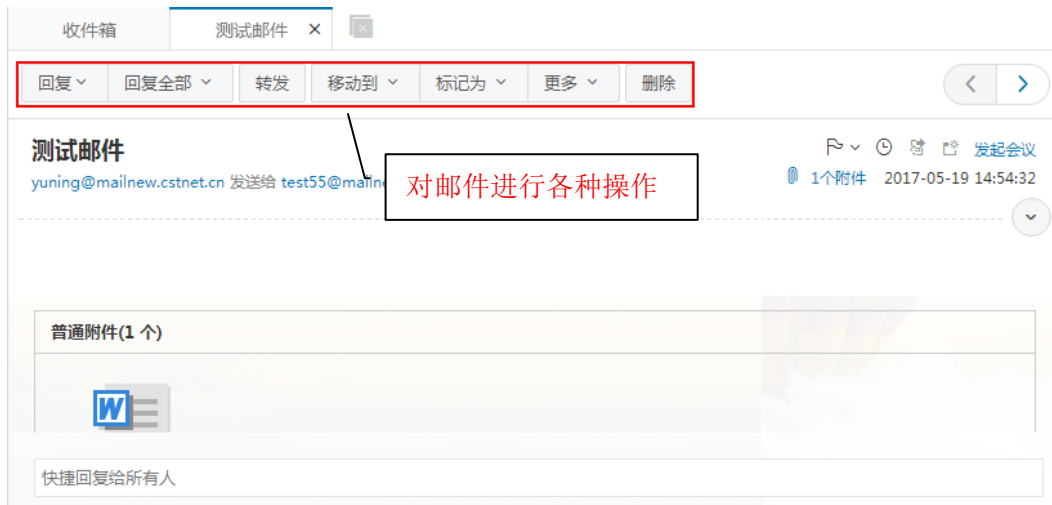 收件箱 测试邮件
回复 回复全部 转发 移动到 标记为 更多 删除
测试邮件 发起会议
yuning@mailnew.cstnet.cn 发送给 1个附件 2017-05-19 14:54:32
对邮件进行各种操作
普通附件(1 个)
W
快捷回复给所有人